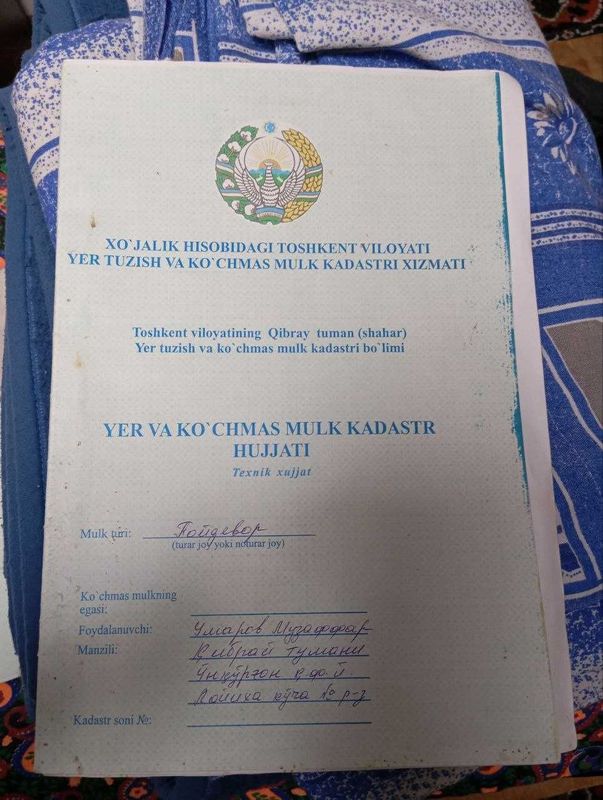 XO`JALIK HISOBIDAGI TOSHKENT VILOYATI
YER TUZISH VA KO`CHMAS MULK KADASTRI XIZMATI
Toshkent viloyatining Qibray tuman (shahar)
Yer tuzish va ko`chmas mulk kadastri bo`limi
YER VA KO`CHMAS MULK KADASTR
HUJJATI
Texnik xujjat
Mulk turi: Пойдевор
(turar joy yoki noturar joy)
Ko`chmas mulkning
egasi:
Foydalanuvchi: Умаров Музаффар
Manzili: Қибрай тумани
Ўнқўрғон қ.ф.й.
Лойиха кўча № р-з
Kadastr soni №: